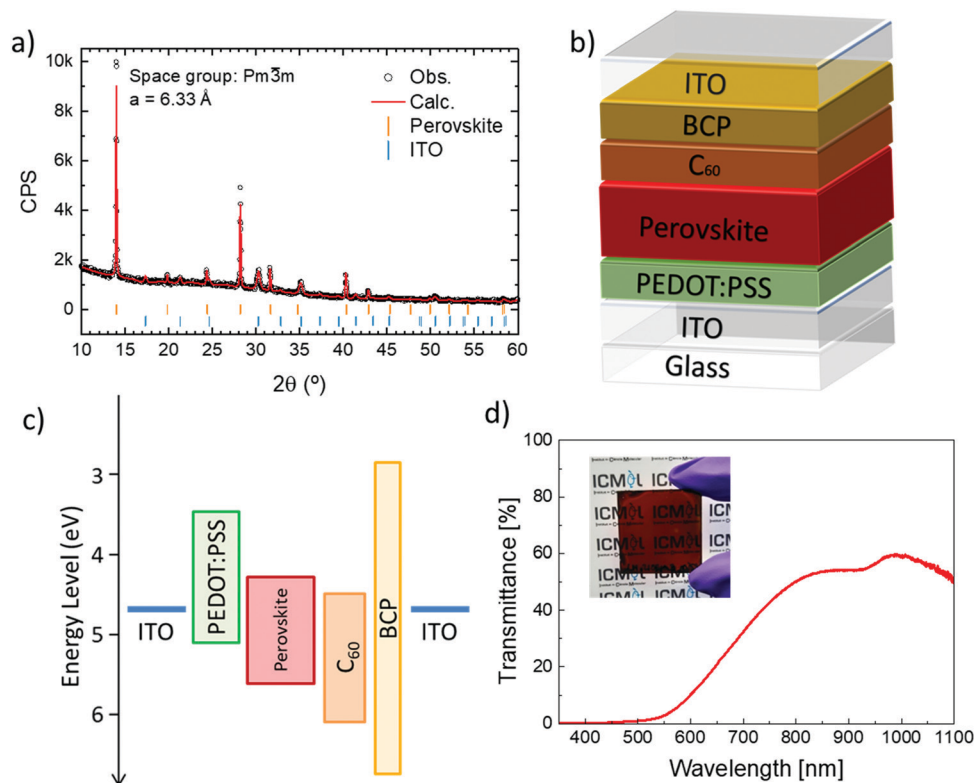 a)
Space group: Pm3̅m
a = 6.33 Å
Obs.
Calc.
Perovskite
ITO
10k
8k
6k
4k
2k
0
CPS
10 15 20 25 30 35 40 45 50 55 60
2θ (º)
b)
ITO
BCP
C₆₀
Perovskite
PEDOT:PSS
ITO
Glass
c)
Energy Level (eV)
3
4
5
6
ITO
PEDOT:PSS
Perovskite
C₆₀
BCP
ITO
d)
Transmittance [%]
100
80
60
40
20
0
400 500 600 700 800 900 1000 1100
Wavelength [nm]
ICMOL